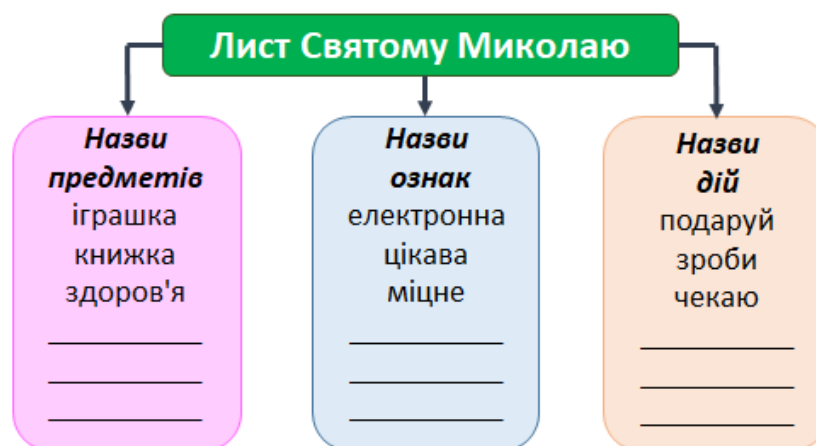 Лист Святому Миколаю
Назви
предметів
іграшка
книжка
здоров'я
Назви
ознак
електронна
цікава
міцне
Назви
дій
подаруй
зроби
чекаю